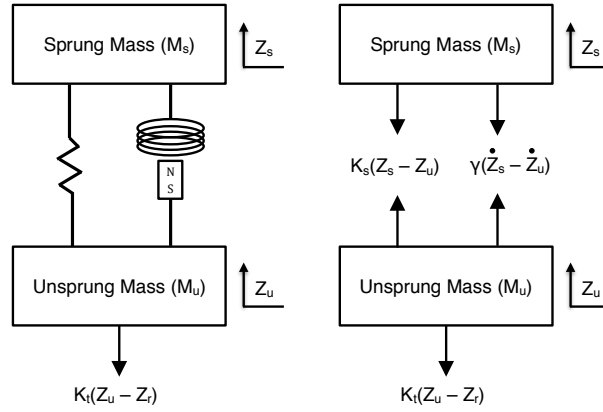 Sprung Mass (Mₛ)
Zₛ
N
S
Unsprung Mass (Mᵤ)
Zᵤ
Kₜ(Zᵤ – Zᵣ)
Sprung Mass (Mₛ)
Zₛ
Kₛ(Zₛ – Zᵤ)
γ(Żₛ – Żᵤ)
Unsprung Mass (Mᵤ)
Zᵤ
Kₜ(Zᵤ – Zᵣ)